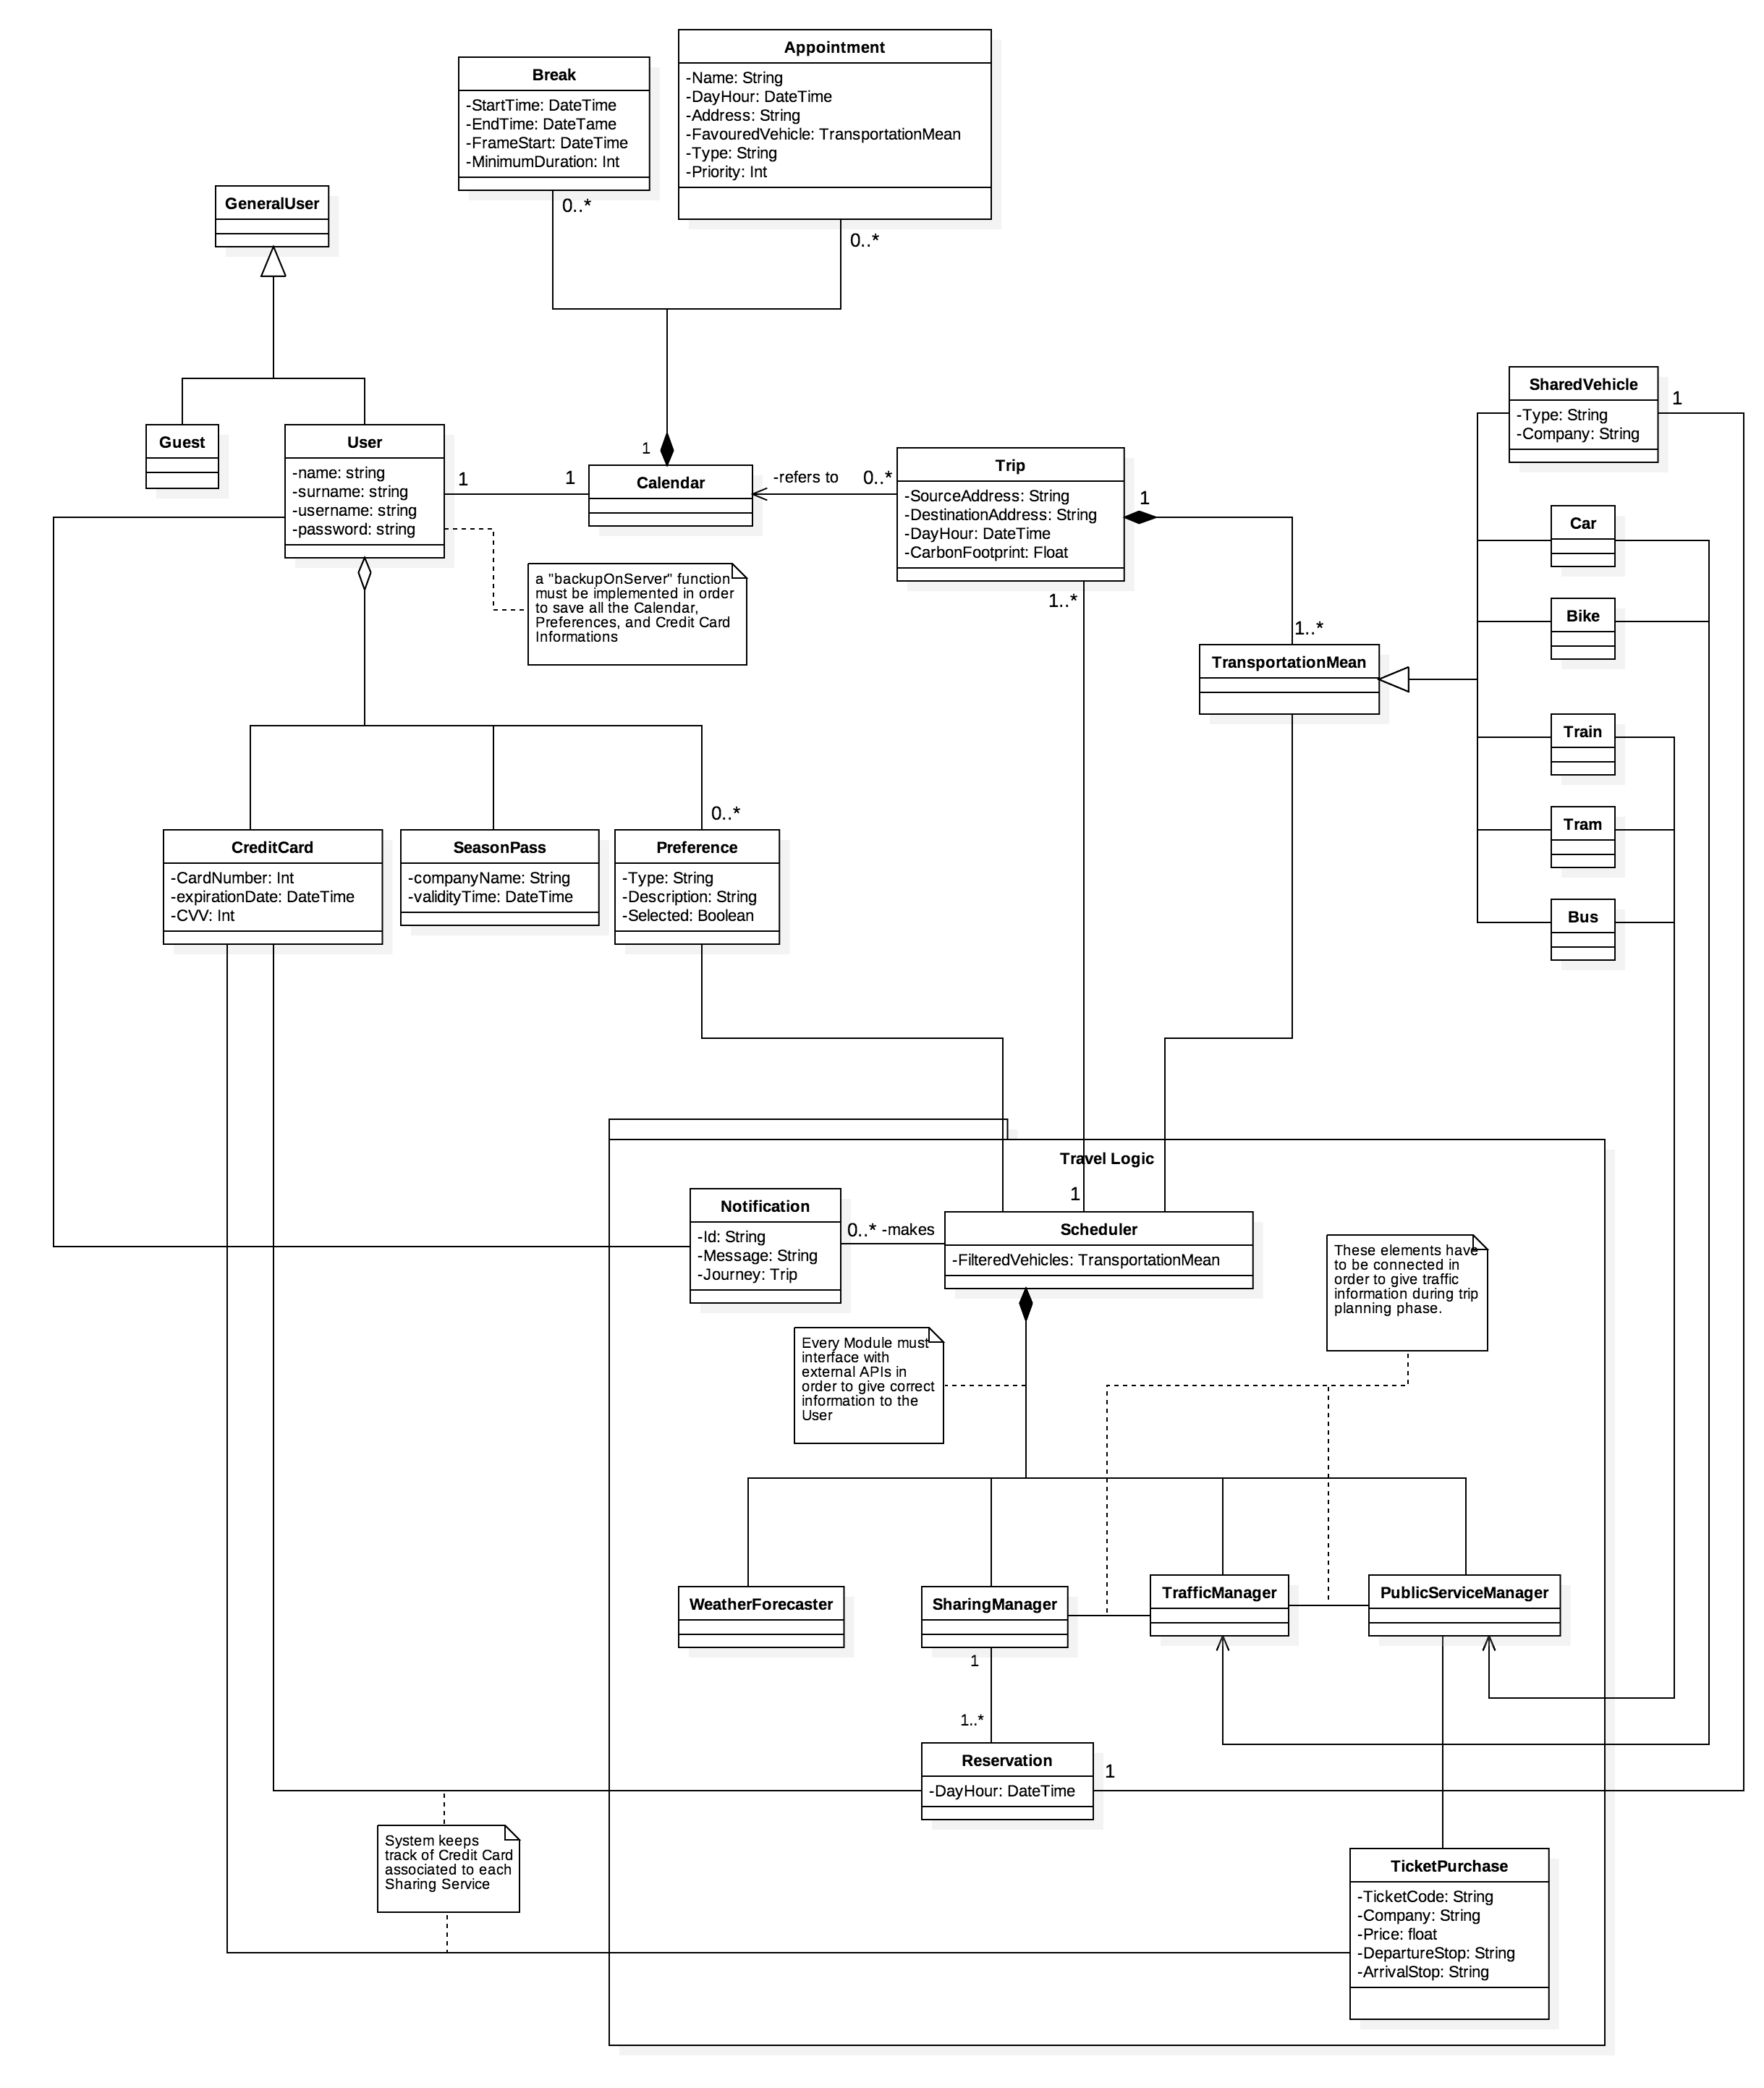 Appointment
-Name: String
-DayHour: DateTime
-Address: String
-FavouredVehicle: TransportationMean
-Type: String
-Priority: Int
0..*
Break
-StartTime: DateTime
-EndTime: DateTame
-FrameStart: DateTime
-MinimumDuration: Int
0..*
GeneralUser
Guest
User
-name: string
-surname: string
-username: string
-password: string
1
1
1
Calendar
-refers to
0..*
Trip
-SourceAddress: String
-DestinationAddress: String
-DayHour: DateTime
-CarbonFootprint: Float
1
1..*
1..*
TransportationMean
SharedVehicle
-Type: String
-Company: String
1
Car
Bike
Train
Tram
Bus
a "backupOnServer" function
must be implemented in order
to save all the Calendar,
Preferences, and Credit Card
Informations
CreditCard
-CardNumber: Int
-expirationDate: DateTime
-CVV: Int
SeasonPass
-companyName: String
-validityTime: DateTime
0..*
Preference
-Type: String
-Description: String
-Selected: Boolean
Travel Logic
Notification
-Id: String
-Message: String
-Journey: Trip
0..* -makes
1
Scheduler
-FilteredVehicles: TransportationMean
These elements have
to be connected in
order to give traffic
information during trip
planning phase.
Every Module must
interface with
external APIs in
order to give correct
information to the
User
WeatherForecaster
SharingManager
TrafficManager
PublicServiceManager
1
1..*
Reservation
-DayHour: DateTime
1
System keeps
track of Credit Card
associated to each
Sharing Service
TicketPurchase
-TicketCode: String
-Company: String
-Price: float
-DepartureStop: String
-ArrivalStop: String